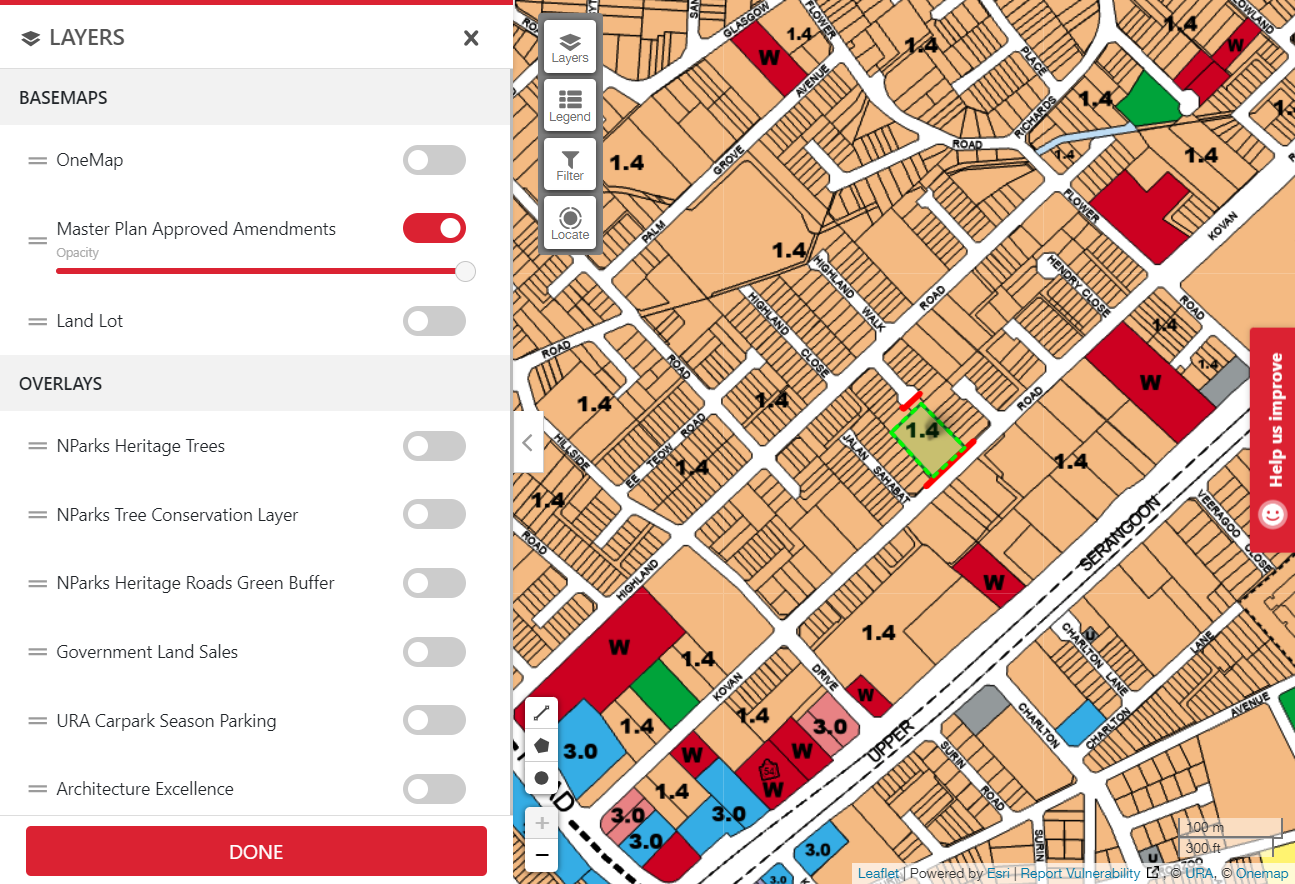 LAYERS
BASEMAPS
OneMap
Master Plan Approved Amendments
Opacity
Land Lot
OVERLAYS
NParks Heritage Trees
NParks Tree Conservation Layer
NParks Heritage Roads Green Buffer
Government Land Sales
URA Carpark Season Parking
Architecture Excellence
DONE
Layers
Legend
Filter
Locate
GLASGOW
FLOWER
1.4
W
AVENUE
1.4
PLACE
1.4
W
LOWLAND
RICHARDS
1.4
ROAD
1.4
1.4
1.4
GROVE
PALM
FLOWER
KOVAN
1.4
HIGHLAND
WALK
ROAD
HENDRY CLOSE
ROAD
1.4
HIGHLAND
CLOSE
ROAD
ROAD
1.4
W
1.4
1.4
ROAD
1.4
HILLSIDE
EE TEOW ROAD
1.4
1.4
JALAN SAHABAT
1.4
1.4
ROAD
HIGHLAND
SERANGOON
VEERAGOO CLOSE
W
W
1.4
1.4
U
CHARLTON LANE
LANE
KOVAN
DRIVE
W
1.4
1.4
3.0
3.0
W
W
54
W
UPPER
CHARLTON
CHARLTON
AVENUE
SURIN
ROAD
1.4
3.0
3.0
3.0
3.0
3.0
SURIN
U
Help us improve
100 m
300 ft
Leaflet | Powered by Esri | Report Vulnerability , © URA, © Onemap